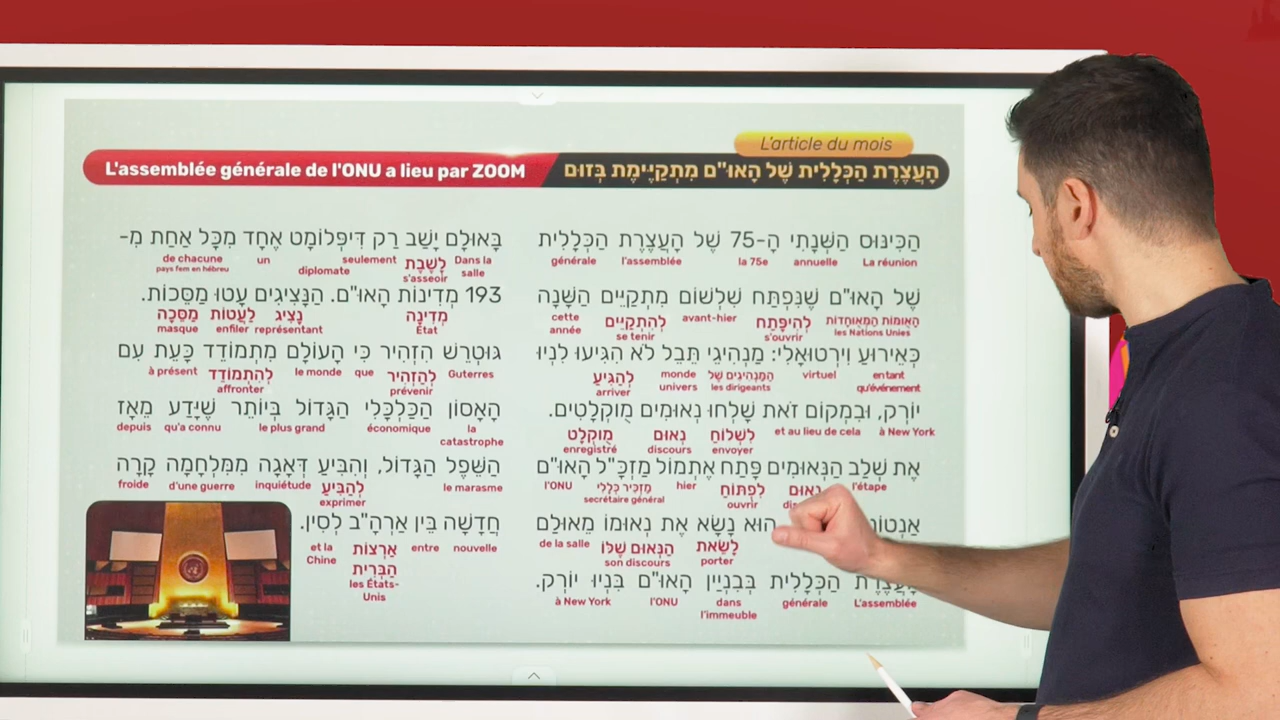 L'article du mois
הָעֲצֶרֶת הַכְּלָלִית שֶׁל הָאוּ"ם מִתְקַיֶּימֶת בְּזוּם
L'assemblée générale de l'ONU a lieu par ZOOM
הַכִּינוּס הַשְּׁנָתִי הָ-75 שֶׁל הָעֲצֶרֶת הַכְּלָלִית
La réunion annuelle la 75e l'assemblée générale
שֶׁל הָאוּ"ם שֶׁנִּפְתַּח שִׁלְשׁוֹם מִתְקַיֵּים הַשָּׁנָה
הָאוּמּוֹת הַמְּאוּחָדוֹת לְהִיפָּתַח avant-hier לְהִתְקַיֵּים cette année
les Nations Unies s'ouvrir se tenir
כְּאֵירוּעַ וִירְטוּאָלִי: מַנְהִיגֵי תֵּבֵל לֹא הִגִּיעוּ לִנְיוּ
en tant qu'événement virtuel הַמַּנְהִיגִים שֶׁל monde univers לְהַגִּיעַ
les dirigeants arriver
יוֹרְק, וּבִמְקוֹם זֹאת שָׁלְחוּ נְאוּמִים מוּקְלָטִים.
à New York et au lieu de cela לִשְׁלוֹחַ נְאוּם מוּקְלָט
envoyer discours enregistré
אֶת שְׁלַב הַנְּאוּמִים פָּתַח אֶתְמוֹל מַזְכָּ"ל הָאוּ"ם
l'étape נְאוּם לִפְתּוֹחַ hier מַזְכִּיר כְּלָלִי l'ONU
ouvrir secrétaire général
הוּא נָשָׂא אֶת נְאוּמוֹ מֵאוּלַם
לָשֵׂאת הַנְּאוּם שֶׁלּוֹ de la salle
porter son discours
הָעֲצֶרֶת הַכְּלָלִית בְּבִנְיַין הָאוּ"ם בִּנְיוּ יוֹרְק.
L'Assemblée générale dans l'immeuble l'ONU à New York
בָּאוּלָם יָשַׁב רַק דִּיפְּלוֹמָט אֶחָד מִכָּל אַחַת מִ-
Dans la salle לָשֶׁבֶת seulement diplomate un de chacune
s'asseoir pays fem en hébreu
193 מְדִינוֹת הָאוּ"ם. הַנָּצִיגִים עָטוּ מַסֵּכוֹת.
מְדִינָה נָצִיג לַעֲטוֹת מַסֵּכָה
État représentant enfiler masque
גוּטֶרֶשׁ הִזְהִיר כִּי הָעוֹלָם מִתְמוֹדֵד כָּעֵת עִם
Guterres לְהַזְהִיר que le monde לְהִתְמוֹדֵד à présent
prévenir affronter
הָאָסוֹן הַכַּלְכָּלִי הַגָּדוֹל בְּיוֹתֵר שֶׁיָּדַע מֵאָז
la catastrophe économique le plus grand qu'a connu depuis
הַשֵּׁפֶל הַגָּדוֹל, וְהִבִּיעַ דְּאָגָה מִמִּלְחָמָה קָרָה
le marasme לְהַבִּיעַ inquiétude d'une guerre froide
exprimer
חֲדָשָׁה בֵּין אַרְהָ"ב לְסִין.
nouvelle entre אַרְצוֹת הַבְּרִית et la Chine
les États-Unis